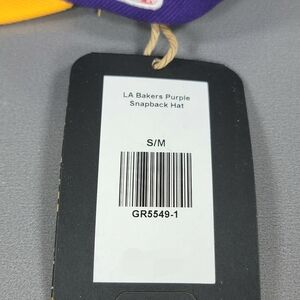 LA Bakers Purple
Snapback Hat
S/M
GR5549-1